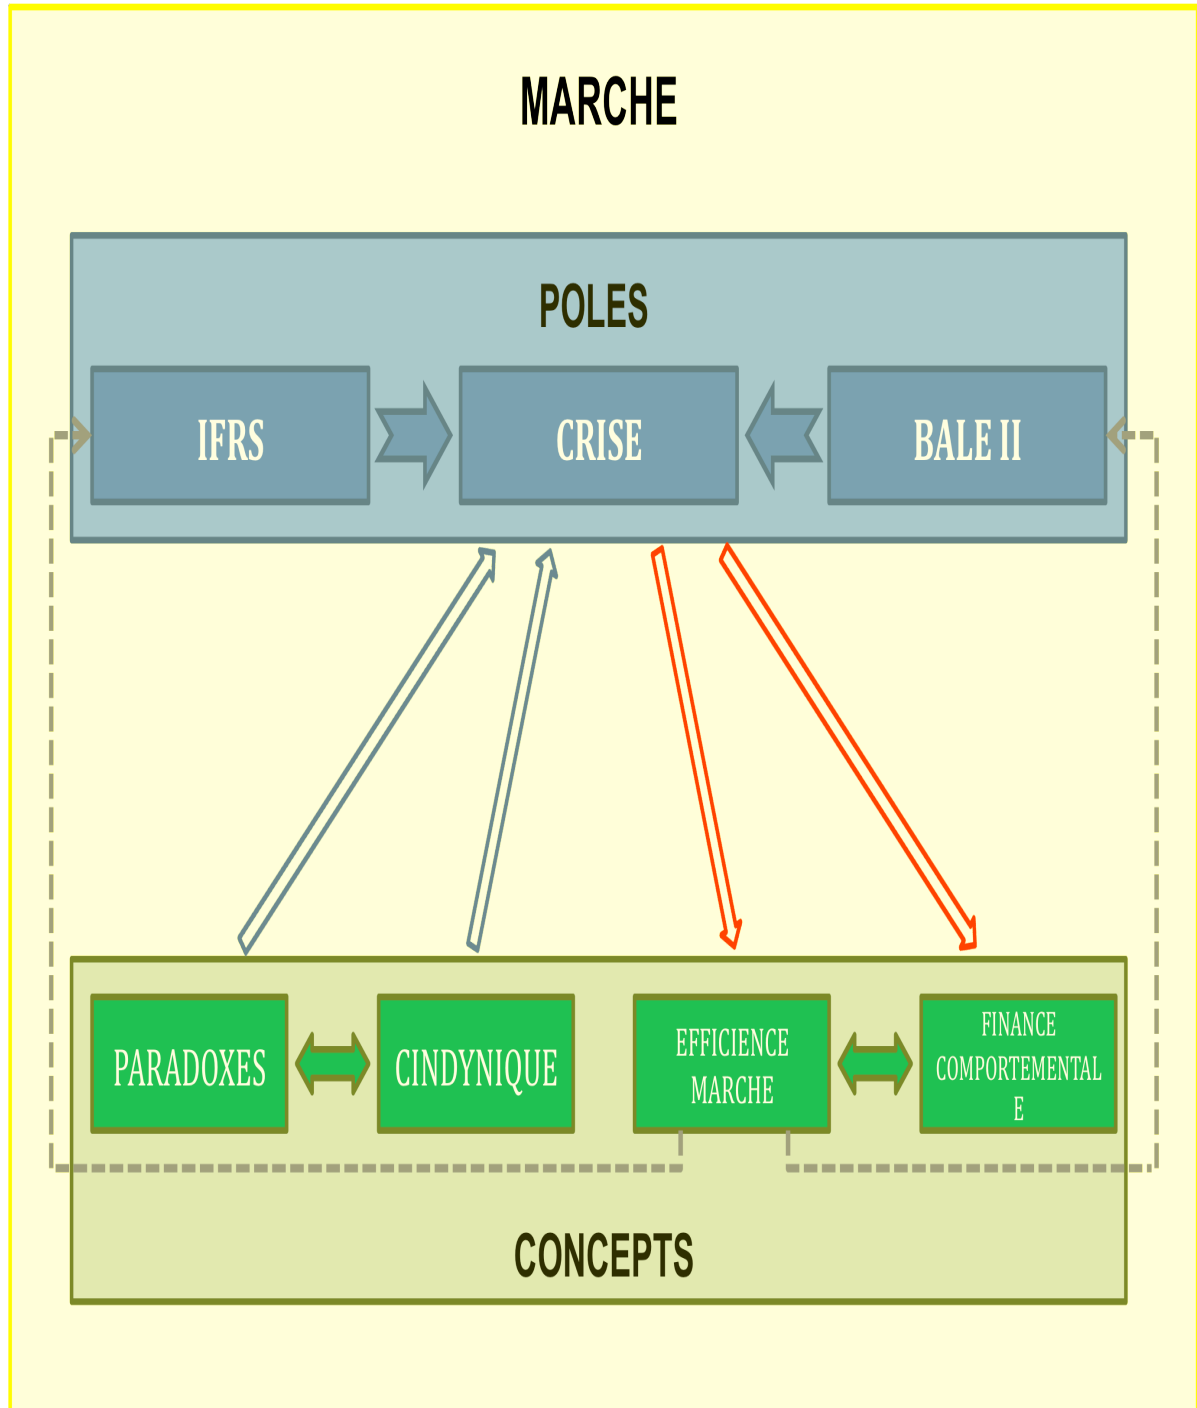 MARCHE
POLES
IFRS
CRISE
BALE II
PARADOXES
CINDYNIQUE
EFFICIENCE
MARCHE
FINANCE
COMPORTEMENTAL
E
CONCEPTS